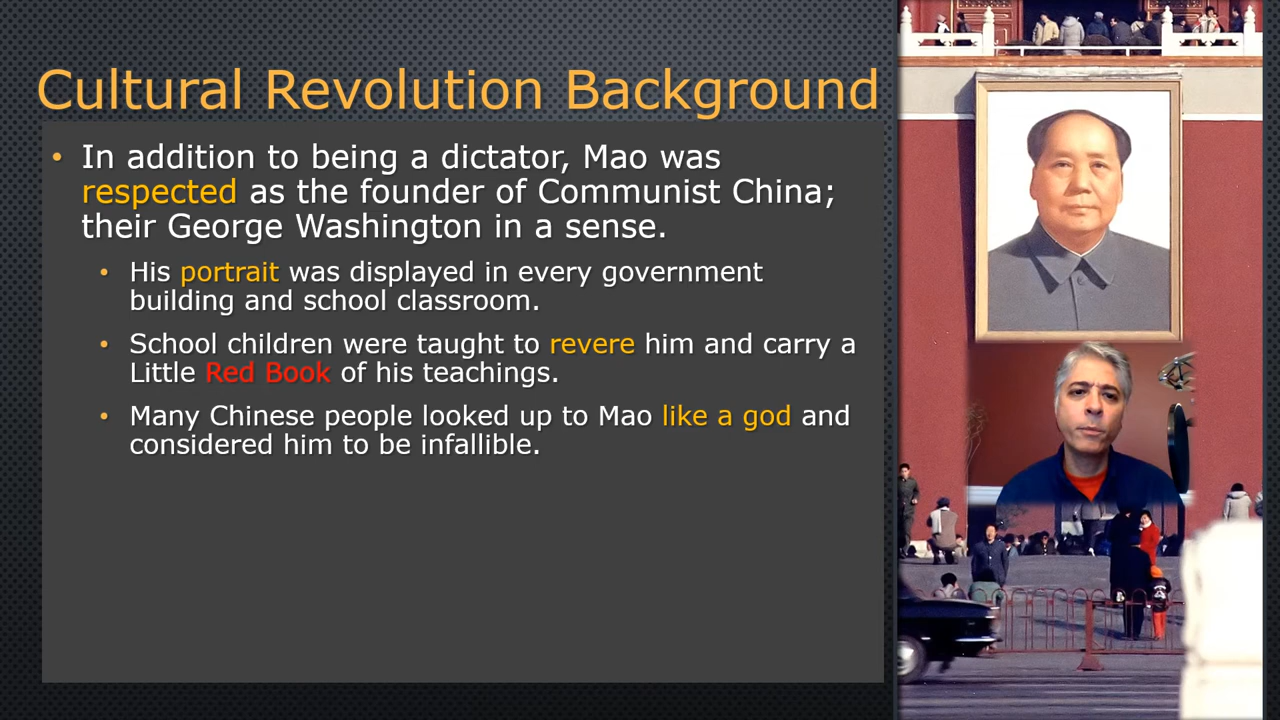 Cultural Revolution Background
• In addition to being a dictator, Mao was
respected as the founder of Communist China;
their George Washington in a sense.
• His portrait was displayed in every government
building and school classroom.
• School children were taught to revere him and carry a
Little Red Book of his teachings.
• Many Chinese people looked up to Mao like a god and
considered him to be infallible.